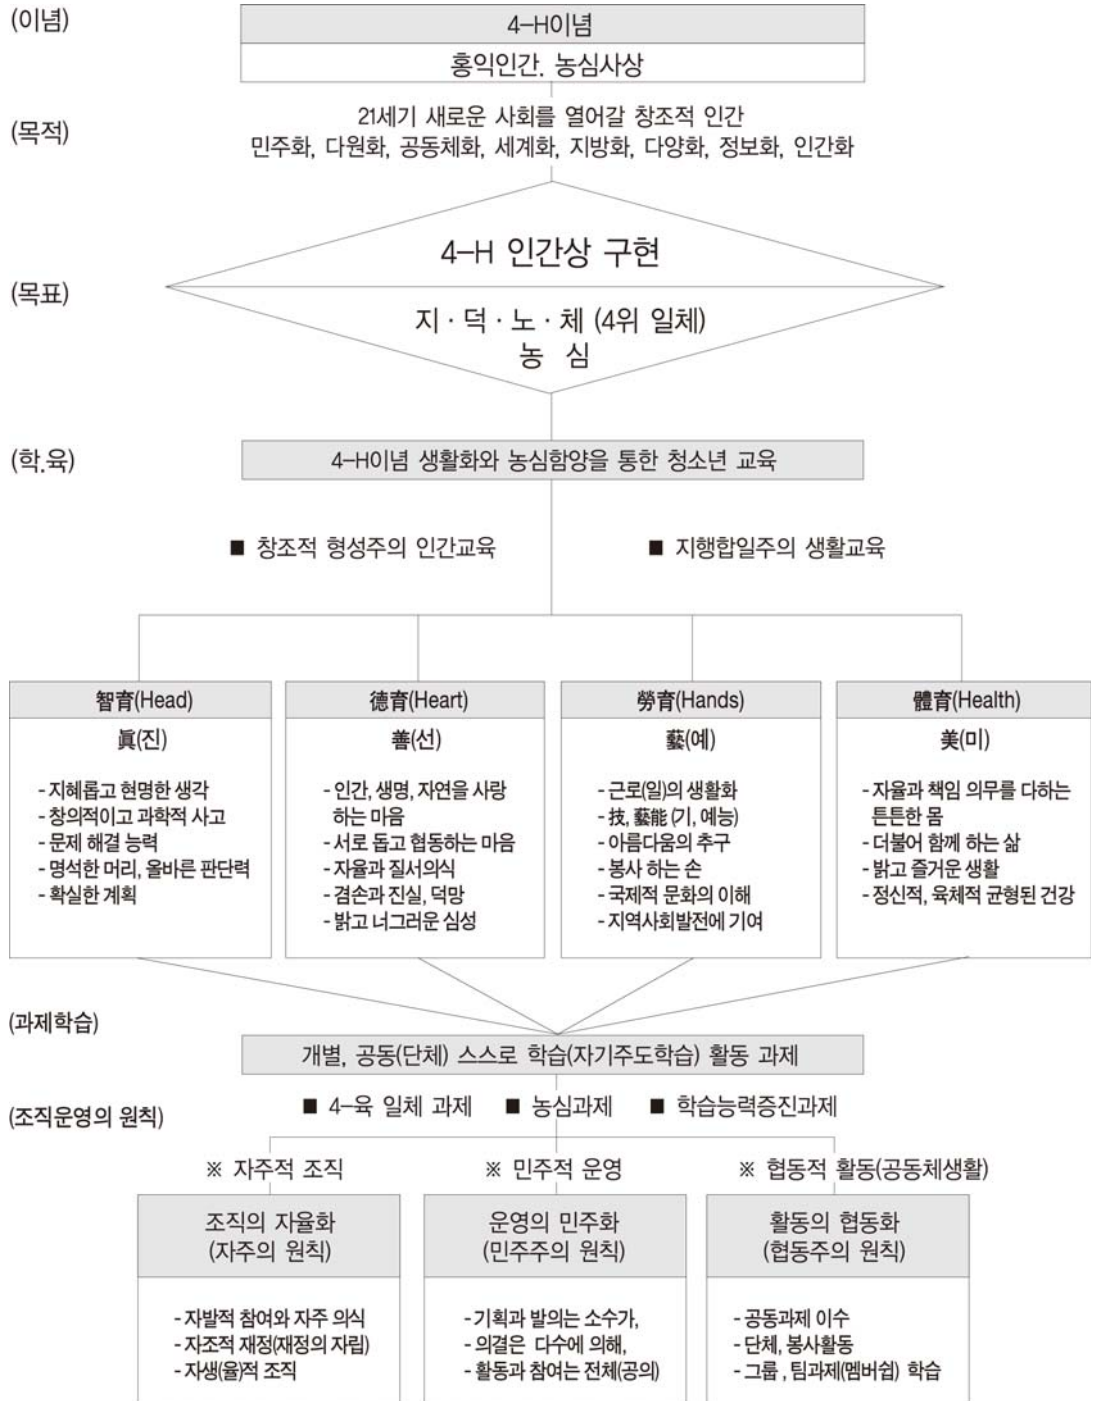 (이념)
4-H이념
홍익인간, 농심사상
(목적)
21세기 새로운 사회를 열어갈 창조적 인간
민주화, 다원화, 공동체화, 세계화, 지방화, 다양화, 정보화, 인간화
(목표)
4-H 인간상 구현
지 · 덕 · 노 · 체 (4위 일체)
농 심
(학.육)
4-H이념 생활화와 농심함양을 통한 청소년 교육
■ 창조적 형성주의 인간교육
■ 지행합일주의 생활교육
智育(Head)
眞(진)
- 지혜롭고 현명한 생각
- 창의적이고 과학적 사고
- 문제 해결 능력
- 명석한 머리, 올바른 판단력
- 확실한 계획
德育(Heart)
善(선)
- 인간, 생명, 자연을 사랑
하는 마음
- 서로 돕고 협동하는 마음
- 자율과 질서의식
- 겸손과 진실, 덕망
- 밝고 너그러운 심성
勞育(Hands)
藝(예)
- 근로(일)의 생활화
- 技, 藝能 (기, 예능)
- 아름다움의 추구
- 봉사 하는 손
- 국제적 문화의 이해
- 지역사회발전에 기여
體育(Health)
美(미)
- 자율과 책임 의무를 다하는
튼튼한 몸
- 더불어 함께 하는 삶
- 밝고 즐거운 생활
- 정신적, 육체적 균형된 건강
(과제학습)
개별, 공동(단체) 스스로 학습(자기주도학습) 활동 과제
(조직운영의 원칙)
■ 4-육 일체 과제 ■ 농심과제 ■ 학습능력증진과제
※ 자주적 조직
조직의 자율화
(자주의 원칙)
- 자발적 참여와 자주 의식
- 자조적 재정(재정의 자립)
- 자생(율)적 조직
※ 민주적 운영
운영의 민주화
(민주주의 원칙)
- 기획과 발의는 소수가,
- 의결은 다수에 의해,
- 활동과 참여는 전체(공의)
※ 협동적 활동(공동체생활)
활동의 협동화
(협동주의 원칙)
- 공동과제 이수
- 단체, 봉사활동
- 그룹 , 팀과제(멤버쉽) 학습